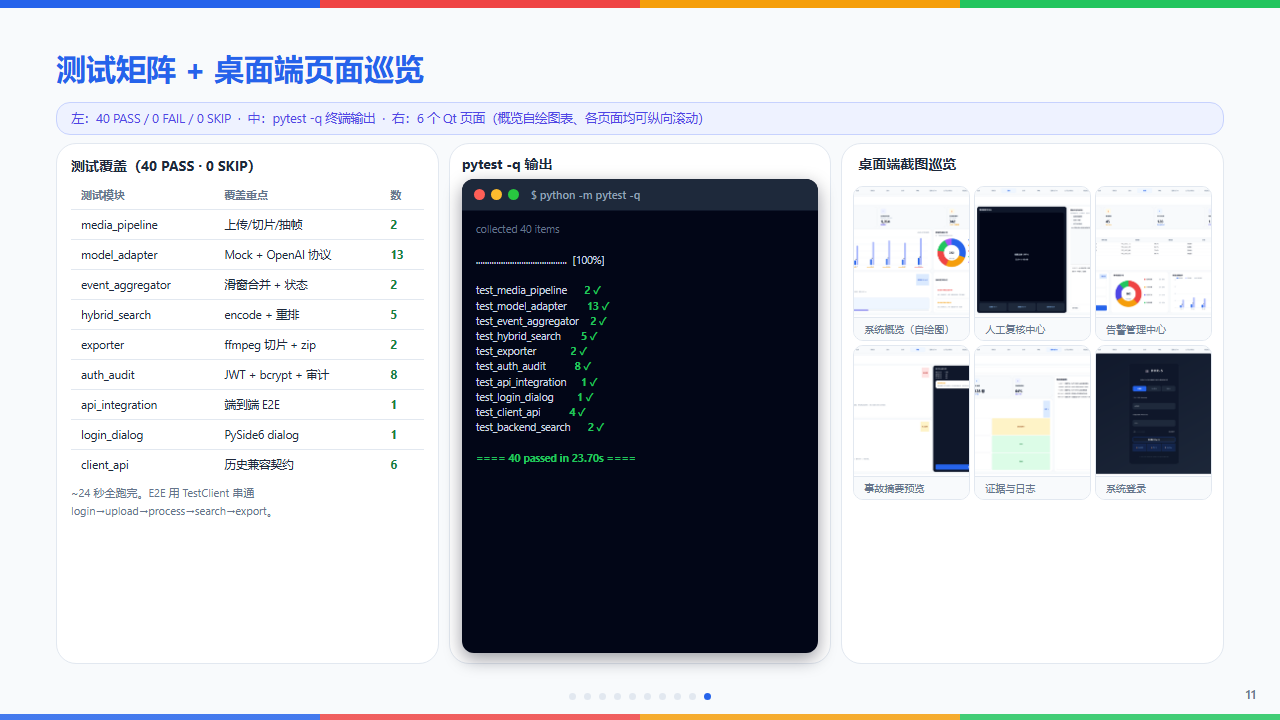 测试矩阵 + 桌面端页面巡览
左：40 PASS / 0 FAIL / 0 SKIP · 中：pytest -q 终端输出 · 右：6 个 Qt 页面（概览自绘图表、各页面均可纵向滚动）
测试覆盖（40 PASS · 0 SKIP）
测试模块 覆盖重点 数
media_pipeline 上传/切片/抽帧 2
model_adapter Mock + OpenAI 协议 13
event_aggregator 滑窗合并 + 状态 2
hybrid_search encode + 重排 5
exporter ffmpeg 切片 + zip 2
auth_audit JWT + bcrypt + 审计 8
api_integration 端到端 E2E 1
login_dialog PySide6 dialog 1
client_api 历史兼容契约 6
~24 秒全跑完。E2E 用 TestClient 串通
login→upload→process→search→export。
pytest -q 输出
$ python -m pytest -q
collected 40 items
........................................ [100%]
test_media_pipeline 2 ✓
test_model_adapter 13 ✓
test_event_aggregator 2 ✓
test_hybrid_search 5 ✓
test_exporter 2 ✓
test_auth_audit 8 ✓
test_api_integration 1 ✓
test_login_dialog 1 ✓
test_client_api 4 ✓
test_backend_search 2 ✓
==== 40 passed in 23.70s ====
桌面端截图巡览
系统概览（自绘图）
人工复核中心
告警管理中心
事故摘要预览
证据与日志
系统登录
11